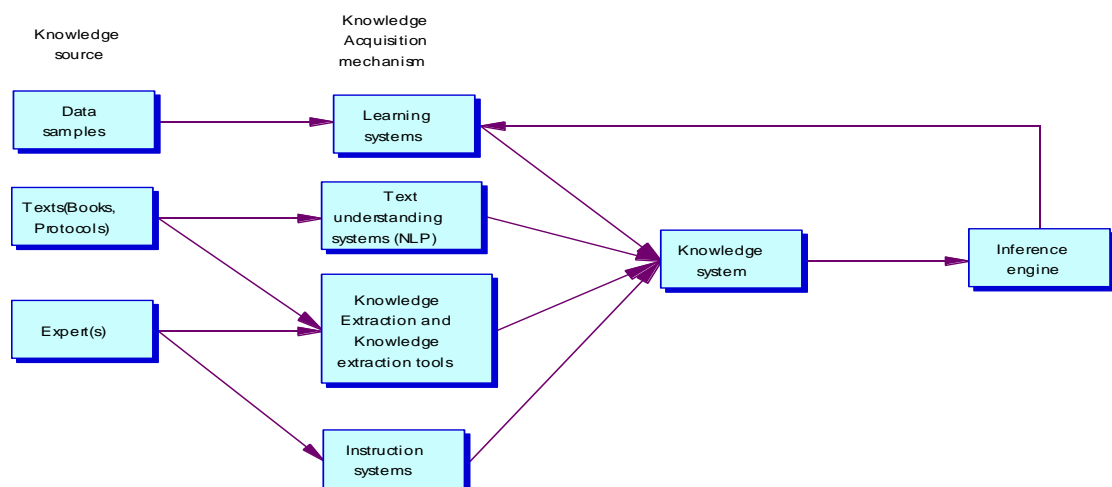 Knowledge
source
Knowledge
Acquisition
mechanism
Data
samples
Learning
systems
Texts(Books,
Protocols)
Text
understanding
systems (NLP)
Knowledge
system
Inference
engine
Expert(s)
Knowledge
Extraction and
Knowledge
extraction tools
Instruction
systems